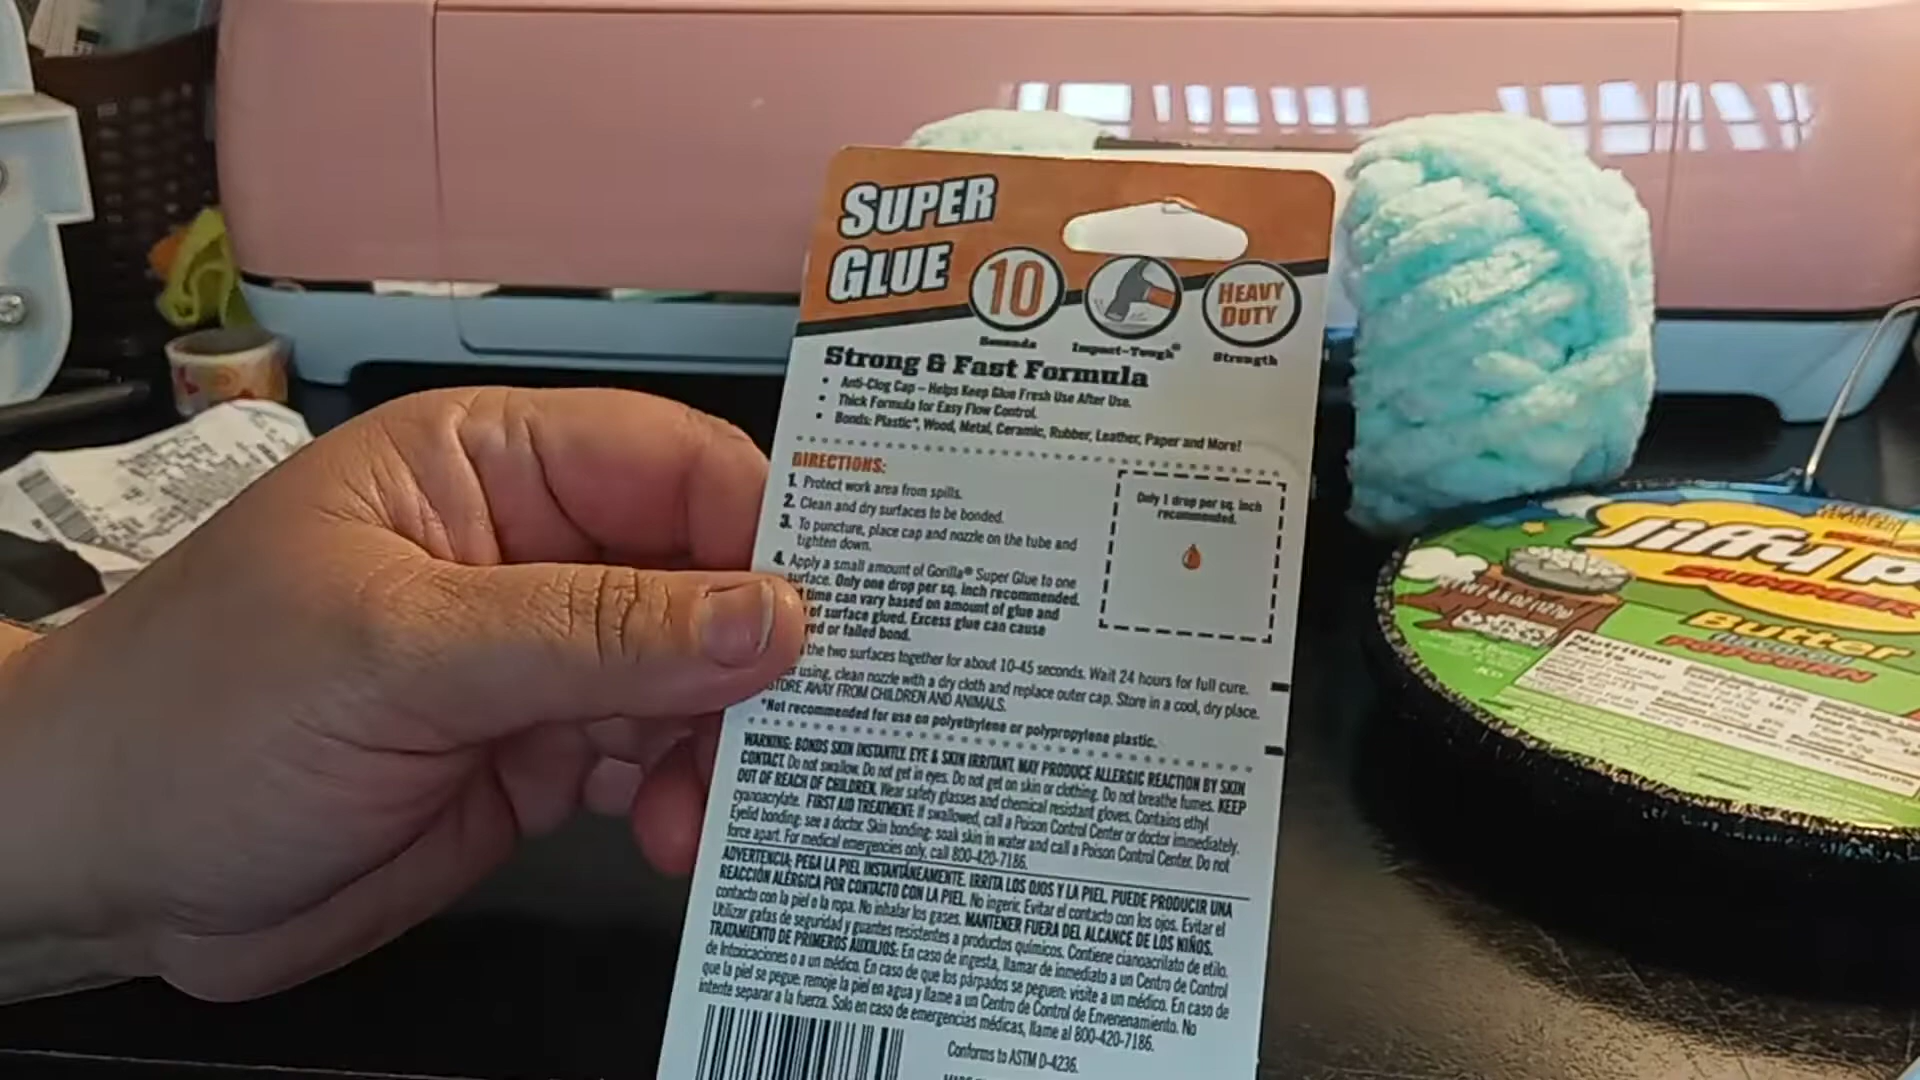 SUPER
GLUE
10
Seconds
Impact-Tough®
HEAVY
DUTY
Strength
Strong & Fast Formula
• Anti-Clog Cap – Helps Keep Glue Fresh Use After Use.
• Thick Formula for Easy Flow Control.
• Bonds: Plastic*, Wood, Metal, Ceramic, Rubber, Leather, Paper and More!
DIRECTIONS:
1. Protect work area from spills.
2. Clean and dry surfaces to be bonded.
3. To puncture, place cap and nozzle on the tube and
tighten down.
4. Apply a small amount of Gorilla® Super Glue to one
surface. Only one drop per sq. inch recommended.
time can vary based on amount of glue and
of surface glued. Excess glue can cause
or failed bond.
the two surfaces together for about 10-45 seconds. Wait 24 hours for full cure.
using, clean nozzle with a dry cloth and replace outer cap. Store in a cool, dry place.
STORE AWAY FROM CHILDREN AND ANIMALS.
*Not recommended for use on polyethylene or polypropylene plastic.
Only 1 drop per sq. inch
recommended.
WARNING: BONDS SKIN INSTANTLY. EYE & SKIN IRRITANT. MAY PRODUCE ALLERGIC REACTION BY SKIN
CONTACT. Do not swallow. Do not get in eyes. Do not get on skin or clothing. Do not breathe fumes. KEEP
OUT OF REACH OF CHILDREN. Wear safety glasses and chemical resistant gloves. Contains ethyl
cyanoacrylate. FIRST AID TREATMENT: If swallowed, call a Poison Control Center or doctor immediately.
Eyelid bonding: see a doctor. Skin bonding: soak skin in water and call a Poison Control Center. Do not
force apart. For medical emergencies only, call 800-420-7186.
ADVERTENCIA: PEGA LA PIEL INSTANTÁNEAMENTE. IRRITA LOS OJOS Y LA PIEL. PUEDE PRODUCIR UNA
REACCIÓN ALÉRGICA POR CONTACTO CON LA PIEL. No ingerir. Evitar el contacto con los ojos. Evitar el
contacto con la piel o la ropa. No inhalar los gases. MANTENER FUERA DEL ALCANCE DE LOS NIÑOS.
Utilizar gafas de seguridad y guantes resistentes a productos químicos. Contiene cianoacrilato de etilo.
TRATAMIENTO DE PRIMEROS AUXILIOS: En caso de ingesta, llamar de inmediato a un Centro de Control
de Intoxicaciones o a un médico. En caso de que los párpados se peguen: visite a un médico. En caso de
que la piel se pegue: remoje la piel en agua y llame a un Centro de Control de Envenenamiento. No
intente separar a la fuerza. Solo en caso de emergencias médicas, llame al 800-420-7186.
Conforms to ASTM D-4236.
Jiffy P
Butter
POPCORN
NET 4.5 OZ (127g)
Nutrition
Facts